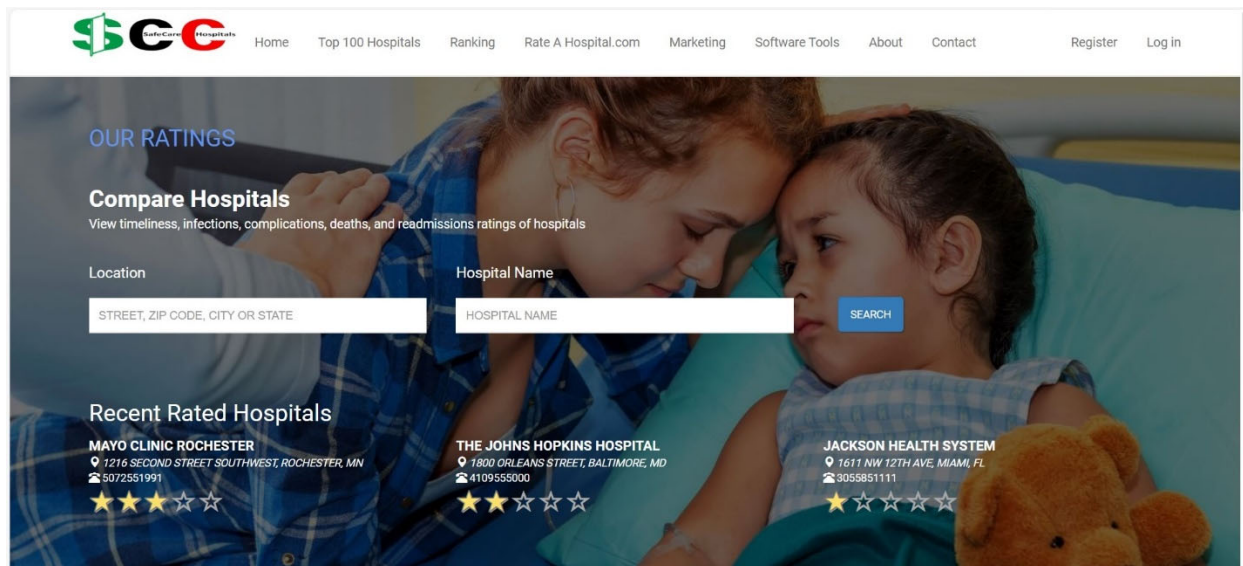 SCC SafeCare Hospitals
Home Top 100 Hospitals Ranking Rate A Hospital.com Marketing Software Tools About Contact Register Log in
OUR RATINGS
Compare Hospitals
View timeliness, infections, complications, deaths, and readmissions ratings of hospitals
Location Hospital Name
STREET, ZIP CODE, CITY OR STATE HOSPITAL NAME SEARCH
Recent Rated Hospitals
MAYO CLINIC ROCHESTER
1216 SECOND STREET SOUTHWEST, ROCHESTER, MN
5072551991
THE JOHNS HOPKINS HOSPITAL
1800 ORLEANS STREET, BALTIMORE, MD
4109555000
JACKSON HEALTH SYSTEM
1611 NW 12TH AVE, MIAMI, FL
3055851111